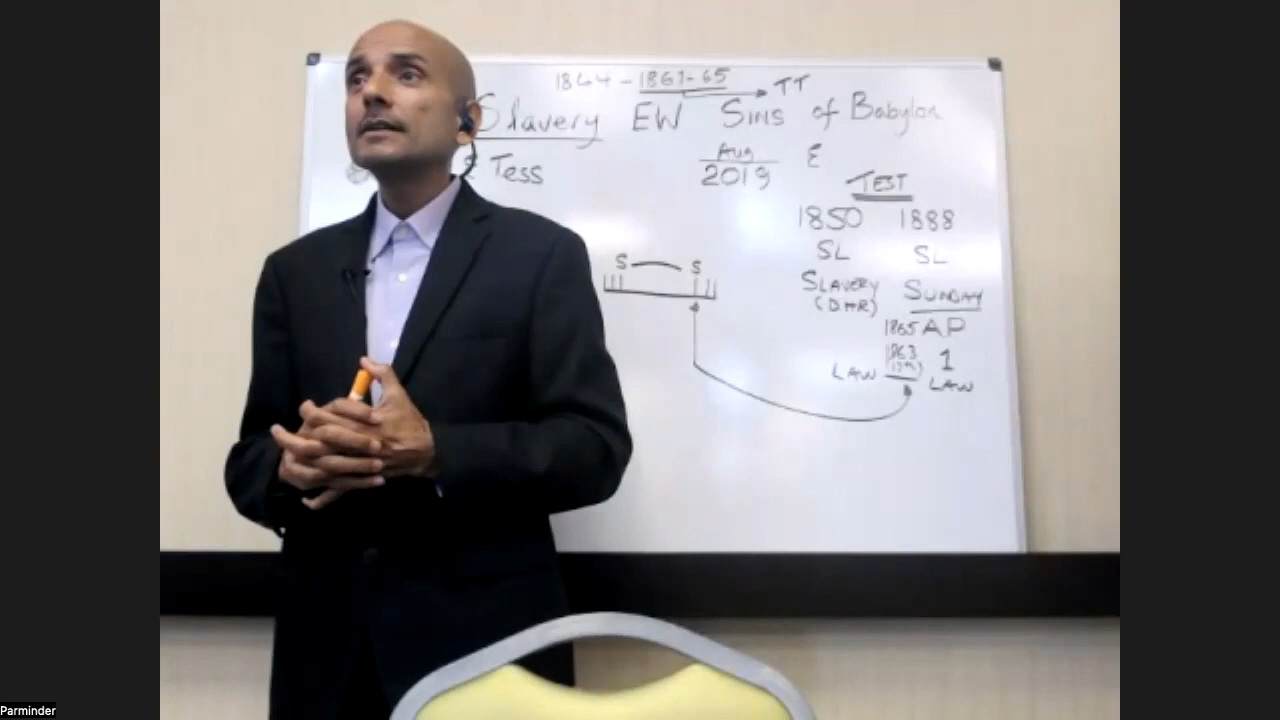 1844 - 1861-65 → TT
Slavery EW Sins of Babylon
Tess
Aug E
2019
TEST
1850 1888
SL SL
S S
SLAVERY SUNDAY
(DHR)
1865 AP
1863 1
LAW LAW
Parminder